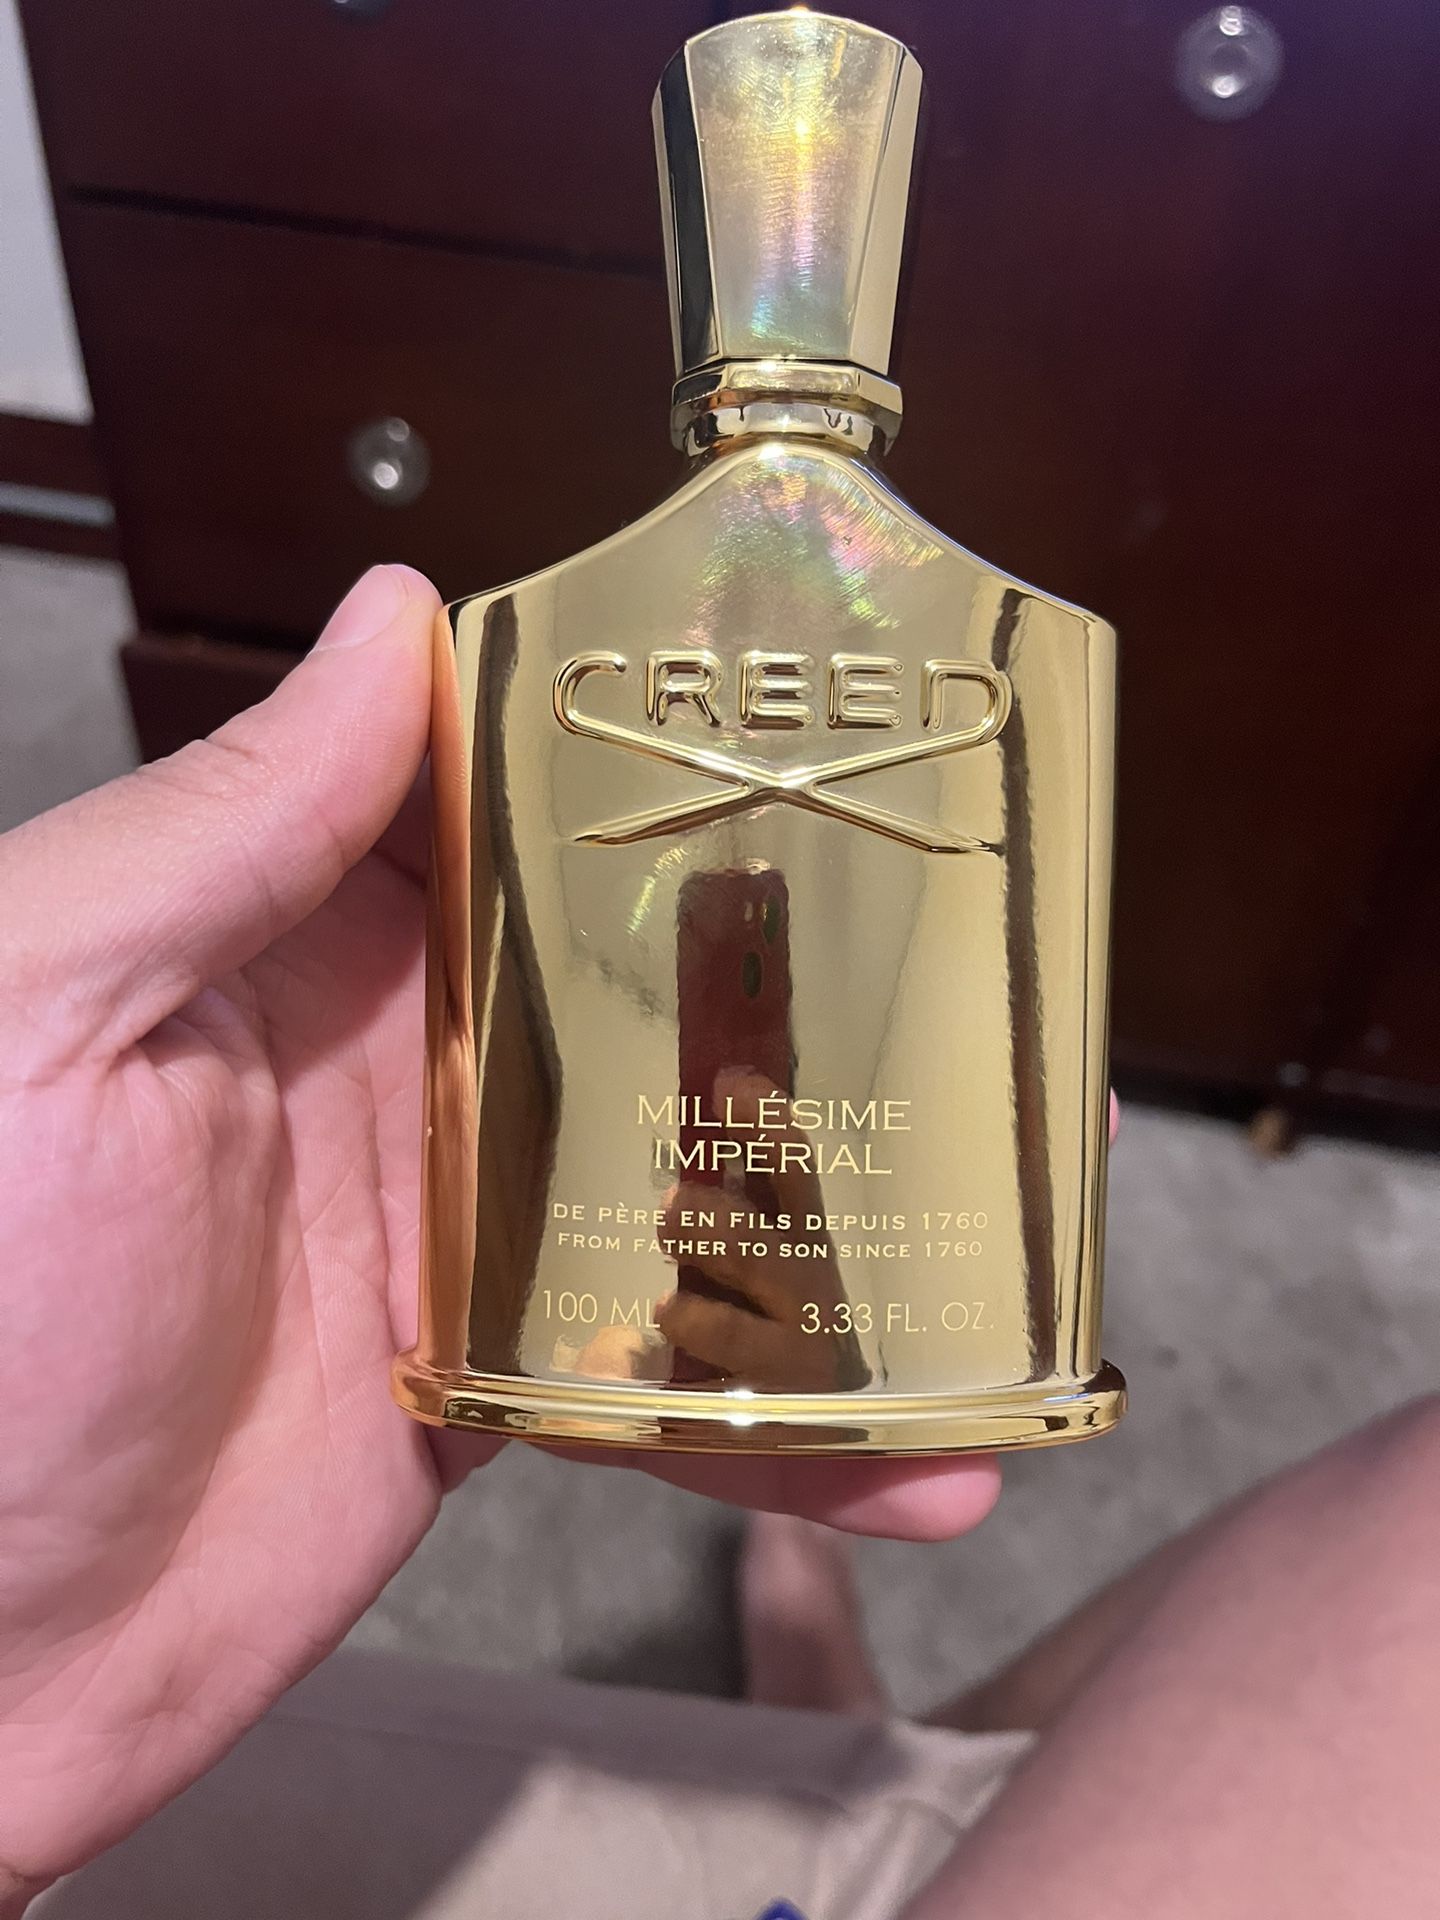 CREED
MILLÉSIME
IMPÉRIAL
DE PÈRE EN FILS DEPUIS 1760
FROM FATHER TO SON SINCE 1760
100 ML 3.33 FL. OZ.